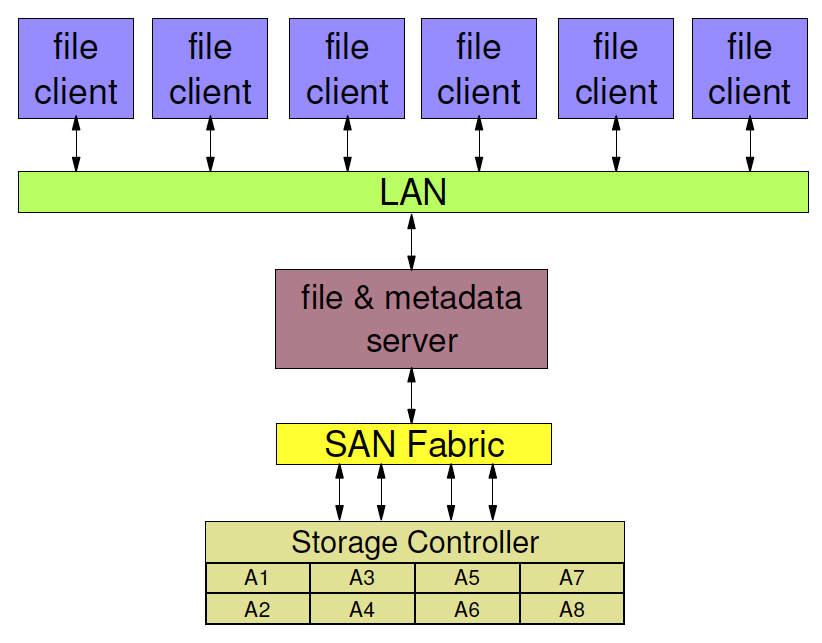 file file file file file file
client client client client client client
LAN
file & metadata
server
SAN Fabric
Storage Controller
A1 A3 A5 A7
A2 A4 A6 A8